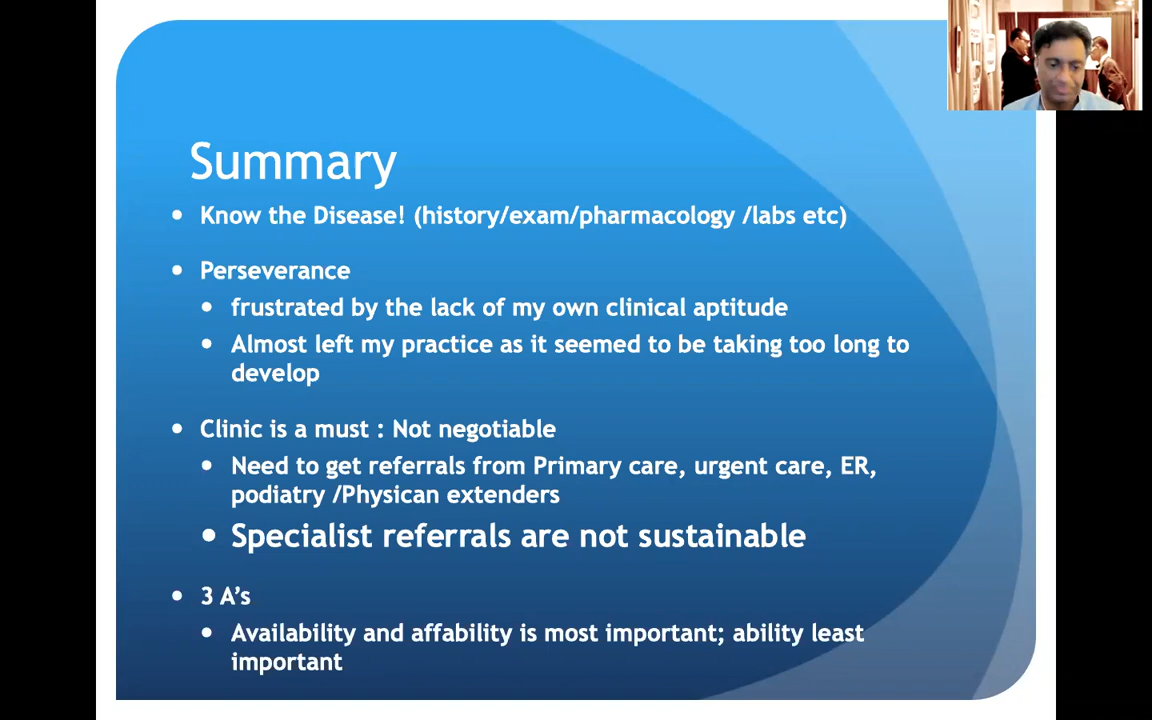 Summary
• Know the Disease! (history/exam/pharmacology /labs etc)
• Perseverance
• frustrated by the lack of my own clinical aptitude
• Almost left my practice as it seemed to be taking too long to
develop
• Clinic is a must : Not negotiable
• Need to get referrals from Primary care, urgent care, ER,
podiatry /Physican extenders
• Specialist referrals are not sustainable
• 3 A's
• Availability and affability is most important; ability least
important